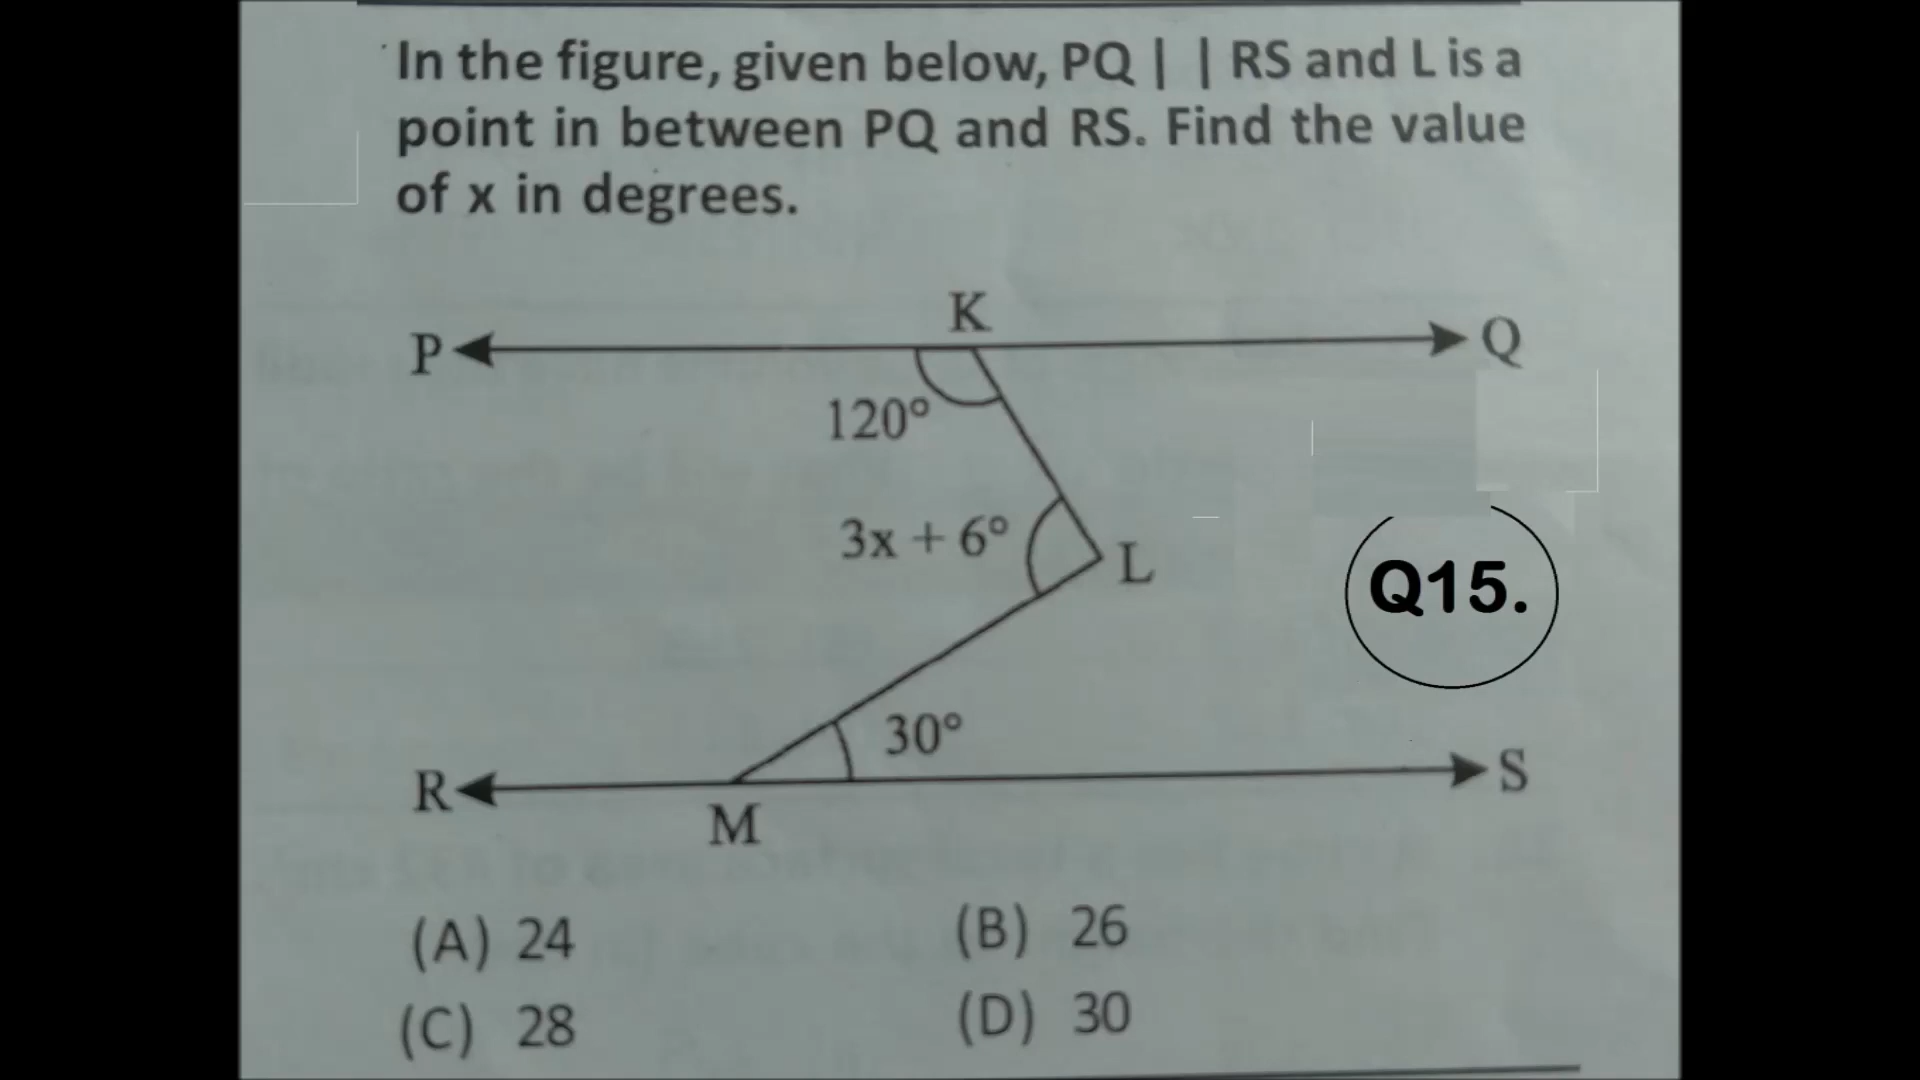 In the figure, given below, PQ | | RS and L is a
point in between PQ and RS. Find the value
of x in degrees.
K
P
Q
120°
3x + 6°
L
Q15.
30°
R
S
M
(A) 24
(B) 26
(C) 28
(D) 30